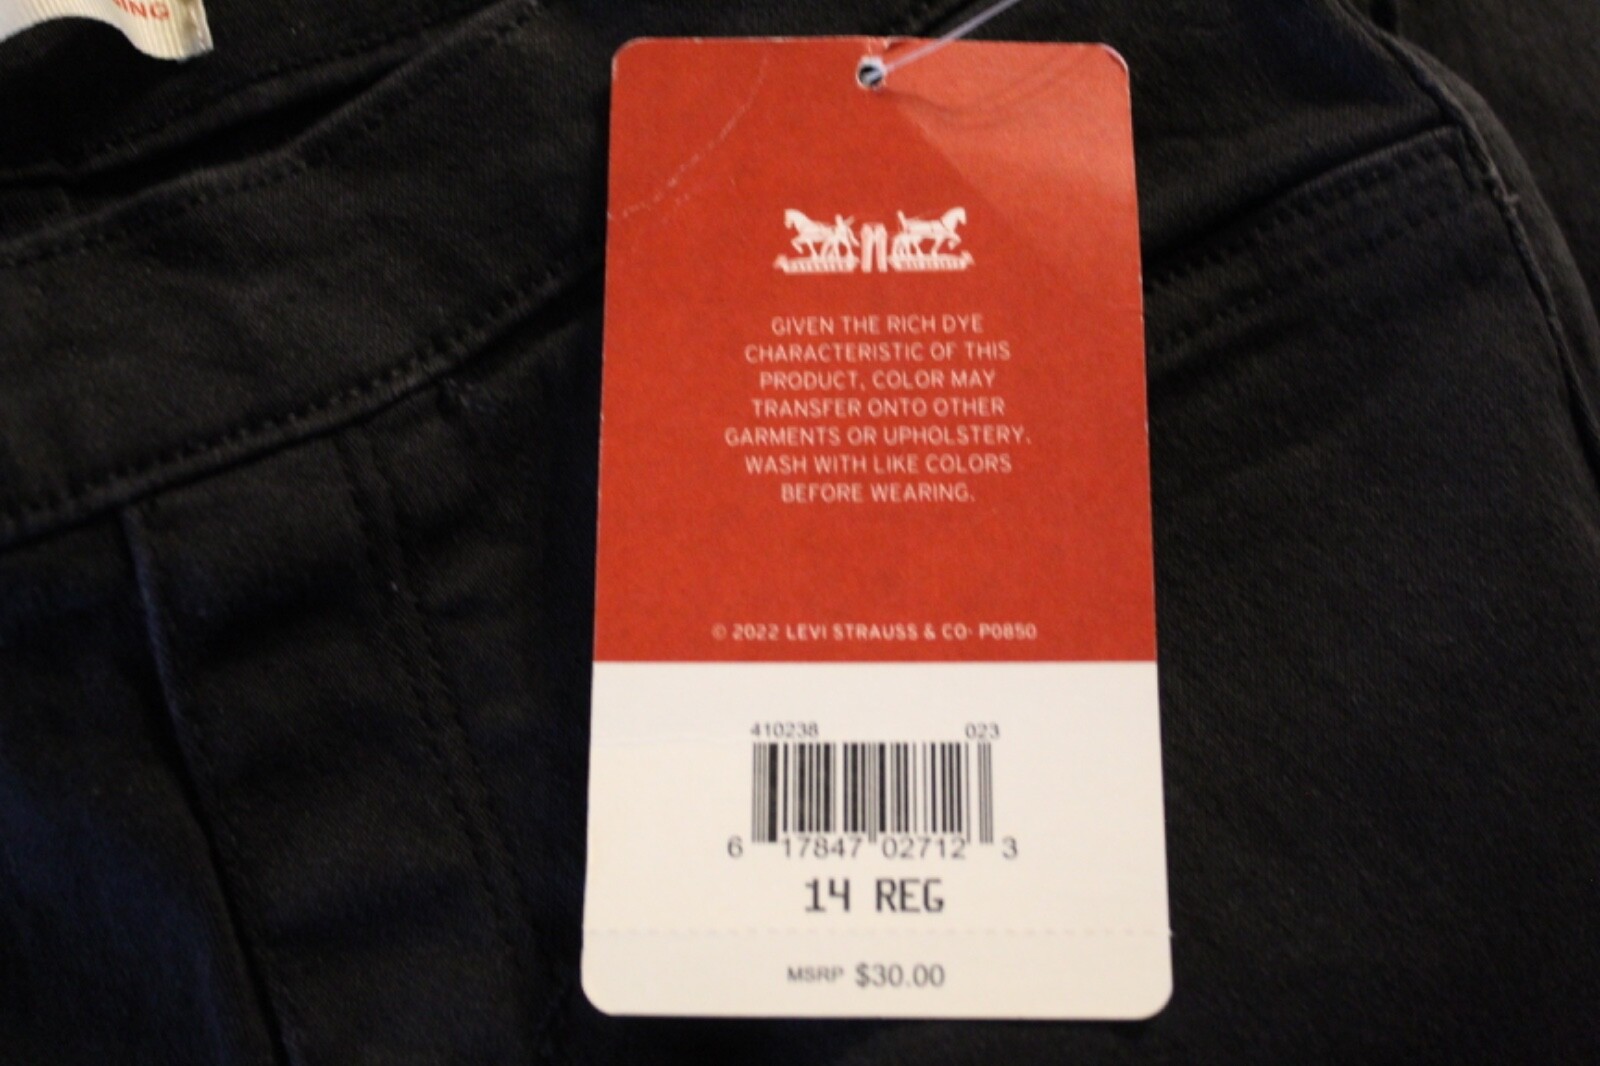 GIVEN THE RICH DYE
CHARACTERISTIC OF THIS
PRODUCT, COLOR MAY
TRANSFER ONTO OTHER
GARMENTS OR UPHOLSTERY.
WASH WITH LIKE COLORS
BEFORE WEARING.
© 2022 LEVI STRAUSS & CO· P0850
410238 023
6 17847 02712 3
14 REG
MSRP $30.00